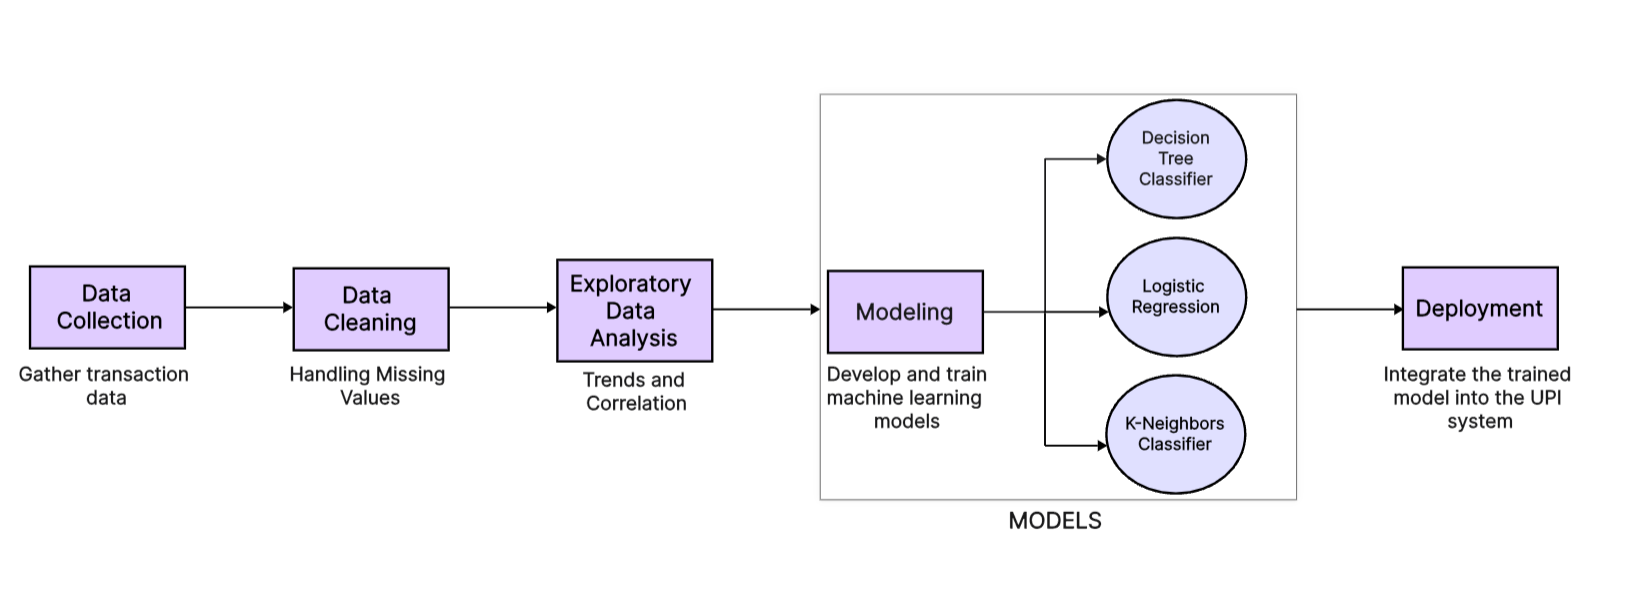 Data
Collection
Gather transaction
data
Data
Cleaning
Handling Missing
Values
Exploratory
Data
Analysis
Trends and
Correlation
Modeling
Develop and train
machine learning
models
Decision
Tree
Classifier
Logistic
Regression
K-Neighbors
Classifier
MODELS
Deployment
Integrate the trained
model into the UPI
system